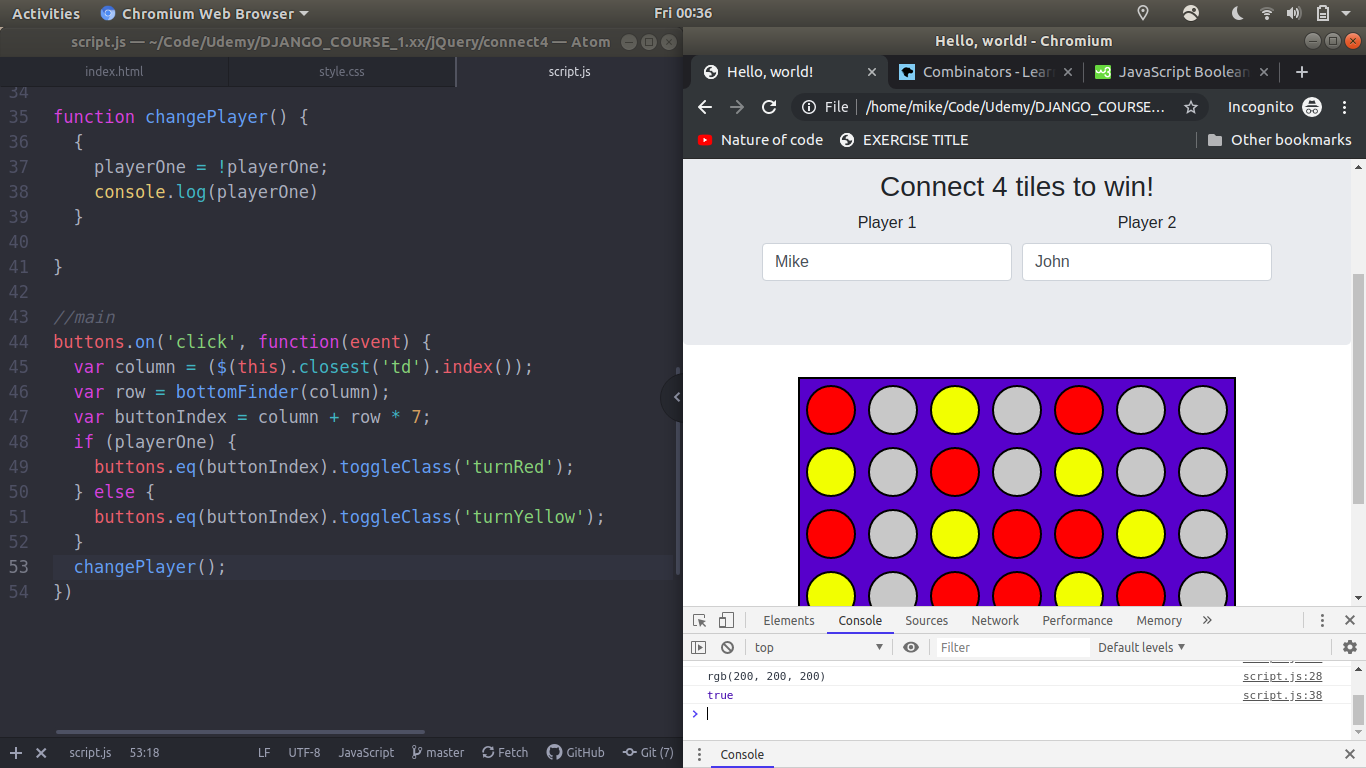 Activities Chromium Web Browser Fri 00:36
script.js — ~/Code/Udemy/DJANGO_COURSE_1.xx/jQuery/connect4 — Atom
index.html style.css script.js
34
35 function changePlayer() {
36 {
37 playerOne = !playerOne;
38 console.log(playerOne)
39 }
40
41 }
42
43 //main
44 buttons.on('click', function(event) {
45 var column = ($(this).closest('td').index());
46 var row = bottomFinder(column);
47 var buttonIndex = column + row * 7;
48 if (playerOne) {
49 buttons.eq(buttonIndex).toggleClass('turnRed');
50 } else {
51 buttons.eq(buttonIndex).toggleClass('turnYellow');
52 }
53 changePlayer();
54 })
script.js 53:18 LF UTF-8 JavaScript master Fetch GitHub Git (7)
Hello, world! - Chromium
Hello, world! Combinators - Lear JavaScript Boolean
File /home/mike/Code/Udemy/DJANGO_COURSE... Incognito
Nature of code EXERCISE TITLE Other bookmarks
Connect 4 tiles to win!
Player 1 Player 2
Mike John
Elements Console Sources Network Performance Memory
top Filter Default levels
rgb(200, 200, 200) script.js:28
true script.js:38
Console